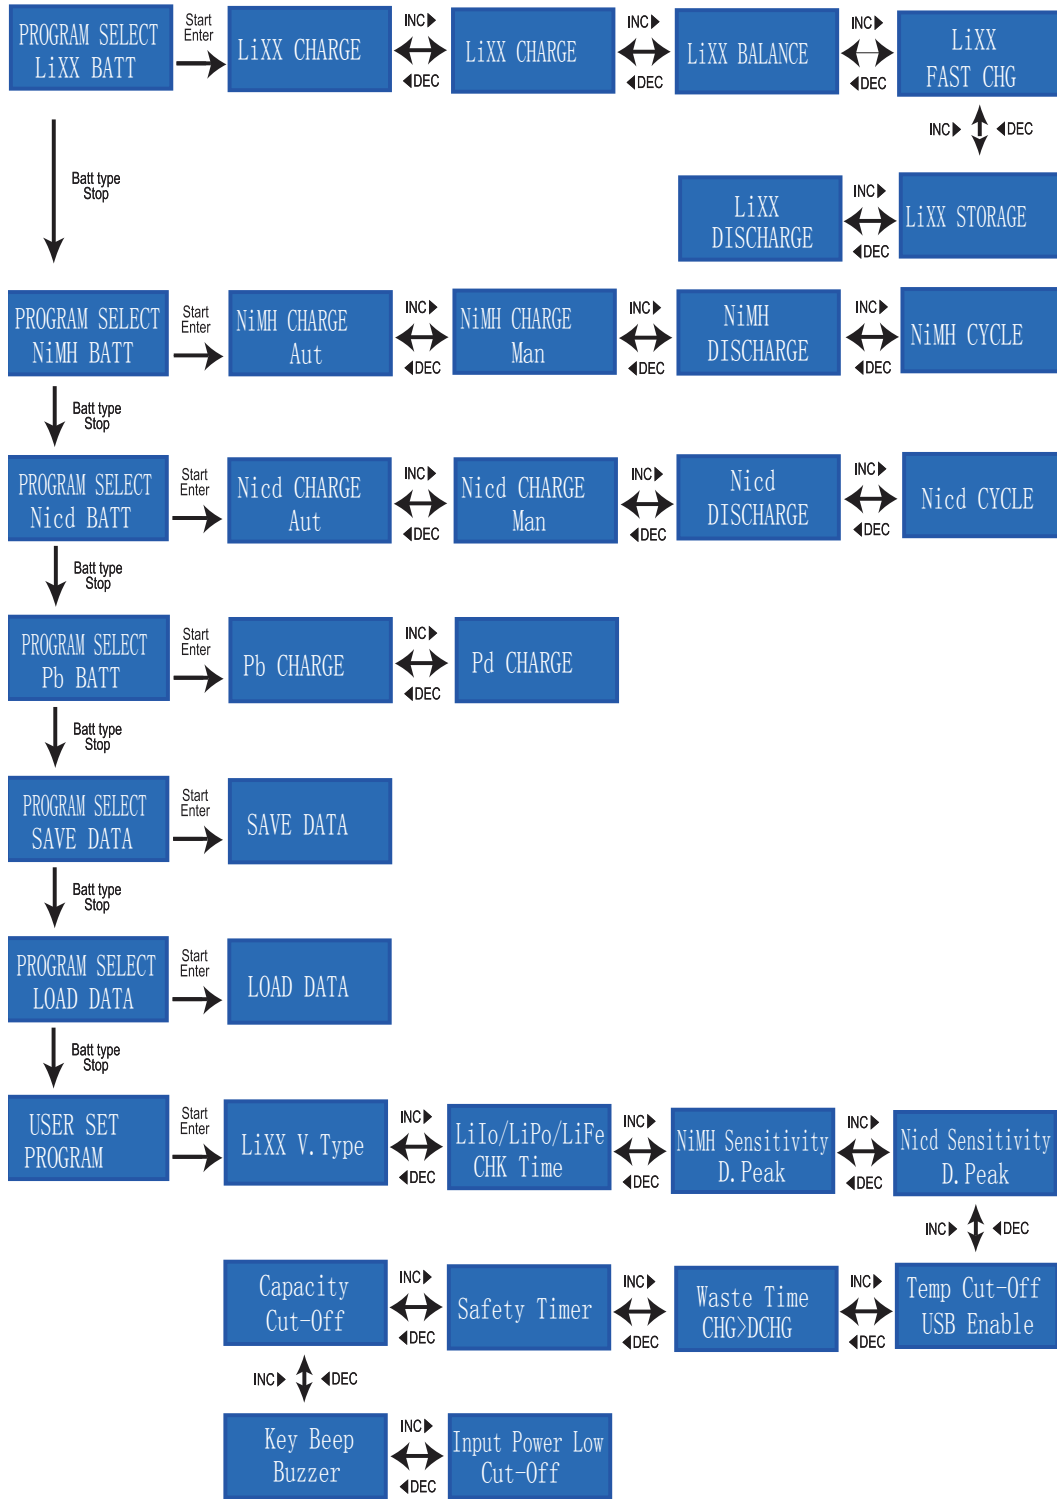 PROGRAM SELECT
LiXX BATT
Start
Enter
LiXX CHARGE
INC
DEC
LiXX CHARGE
INC
DEC
LiXX BALANCE
INC
DEC
LiXX
FAST CHG
INC
DEC
Batt type
Stop
LiXX
DISCHARGE
INC
DEC
LiXX STORAGE
PROGRAM SELECT
NiMH BATT
Start
Enter
NiMH CHARGE
Aut
INC
DEC
NiMH CHARGE
Man
INC
DEC
NiMH
DISCHARGE
INC
DEC
NiMH CYCLE
Batt type
Stop
PROGRAM SELECT
Nicd BATT
Start
Enter
Nicd CHARGE
Aut
INC
DEC
Nicd CHARGE
Man
INC
DEC
Nicd
DISCHARGE
INC
DEC
Nicd CYCLE
Batt type
Stop
PROGRAM SELECT
Pb BATT
Start
Enter
Pb CHARGE
INC
DEC
Pd CHARGE
Batt type
Stop
PROGRAM SELECT
SAVE DATA
Start
Enter
SAVE DATA
Batt type
Stop
PROGRAM SELECT
LOAD DATA
Start
Enter
LOAD DATA
Batt type
Stop
USER SET
PROGRAM
Start
Enter
LiXX V.Type
INC
DEC
LiIo/LiPo/LiFe
CHK Time
INC
DEC
NiMH Sensitivity
D.Peak
INC
DEC
Nicd Sensitivity
D.Peak
INC
DEC
Capacity
Cut-Off
INC
DEC
Safety Timer
INC
DEC
Waste Time
CHG>DCHG
INC
DEC
Temp Cut-Off
USB Enable
INC
DEC
Key Beep
Buzzer
INC
DEC
Input Power Low
Cut-Off